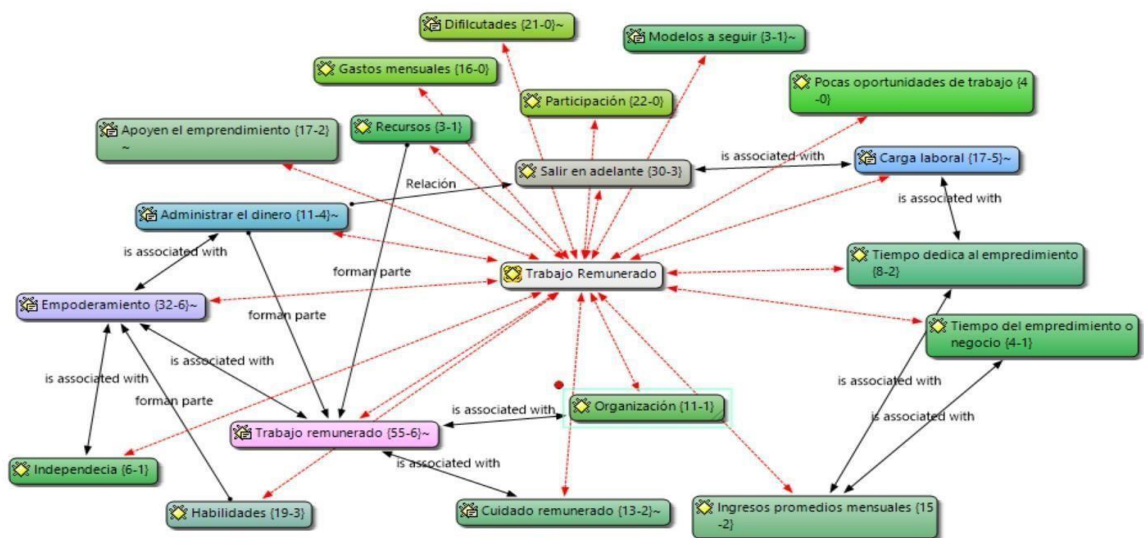 Difilcutades {21-0}~
Modelos a seguir {3-1}~
Gastos mensuales {16-0}
Pocas oportunidades de trabajo {4
-0}
Participación {22-0}
Recursos {3-1}
Apoyen el emprendimiento {17-2}
~
is associated with
Carga laboral {17-5}~
Salir en adelante {30-3}
Relación
is associated with
Administrar el dinero {11-4}~
is associated with
forman parte
Tiempo dedica al empredimiento
{8-2}
Trabajo Remunerado
Empoderamiento {32-6}~
forman parte
Tiempo del empredimiento o
negocio {4-1}
is associated with
is associated with
forman parte
is associated with
Organización {11-1}
is associated with
is associated with
Trabajo remunerado {55-6}~
is associated with
Independecia {6-1}
Habilidades {19-3}
Cuidado remunerado {13-2}~
Ingresos promedios mensuales {15
-2}